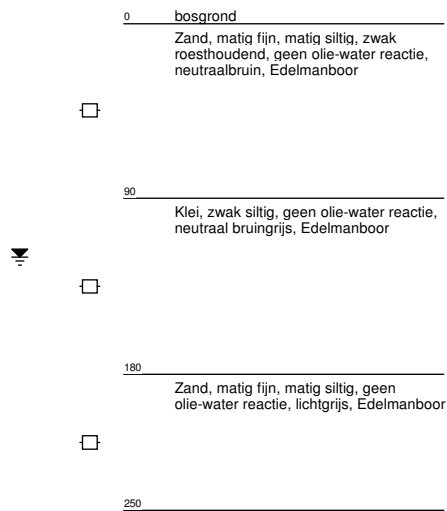 0 bosgrond
Zand, matig fijn, matig siltig, zwak
roesthoudend, geen olie-water reactie,
neutraalbruin, Edelmanboor
90
Klei, zwak siltig, geen olie-water reactie,
neutraal bruingrijs, Edelmanboor
180
Zand, matig fijn, matig siltig, geen
olie-water reactie, lichtgrijs, Edelmanboor
250